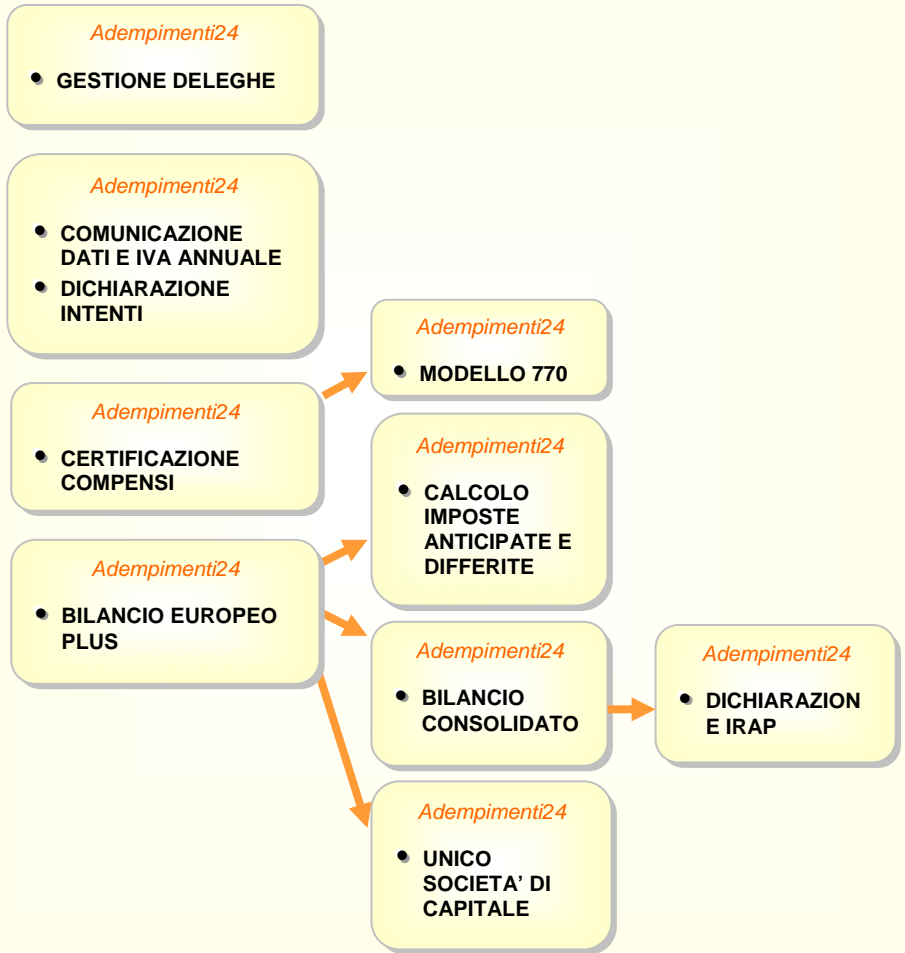 Adempimenti24
• GESTIONE DELEGHE
Adempimenti24
• COMUNICAZIONE
DATI E IVA ANNUALE
• DICHIARAZIONE
INTENTI
Adempimenti24
• CERTIFICAZIONE
COMPENSI
Adempimenti24
• BILANCIO EUROPEO
PLUS
Adempimenti24
• MODELLO 770
Adempimenti24
• CALCOLO
IMPOSTE
ANTICIPATE E
DIFFERITE
Adempimenti24
• BILANCIO
CONSOLIDATO
Adempimenti24
• UNICO
SOCIETA’ DI
CAPITALE
Adempimenti24
• DICHIARAZION
E IRAP